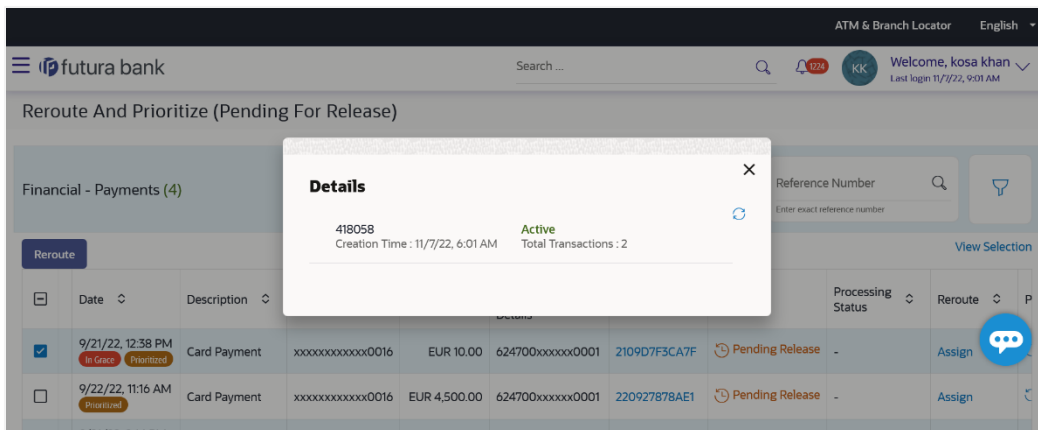 ATM & Branch Locator English
futura bank
Search ...
1224
KK
Welcome, kosa khan
Last login 11/7/22, 9:01 AM
Reroute And Prioritize (Pending For Release)
Details
418058
Creation Time : 11/7/22, 6:01 AM
Active
Total Transactions : 2
Financial - Payments (4)
Reference Number
Enter exact reference number
Reroute
View Selection
Date Description Details Processing Status Reroute P
9/21/22, 12:38 PM
In Grace Prioritized
Card Payment xxxxxxxxxxxx0016 EUR 10.00 624700xxxxxx0001 2109D7F3CA7F Pending Release - Assign
9/22/22, 11:16 AM
Prioritized
Card Payment xxxxxxxxxxxx0016 EUR 4,500.00 624700xxxxxx0001 220927878AE1 Pending Release - Assign